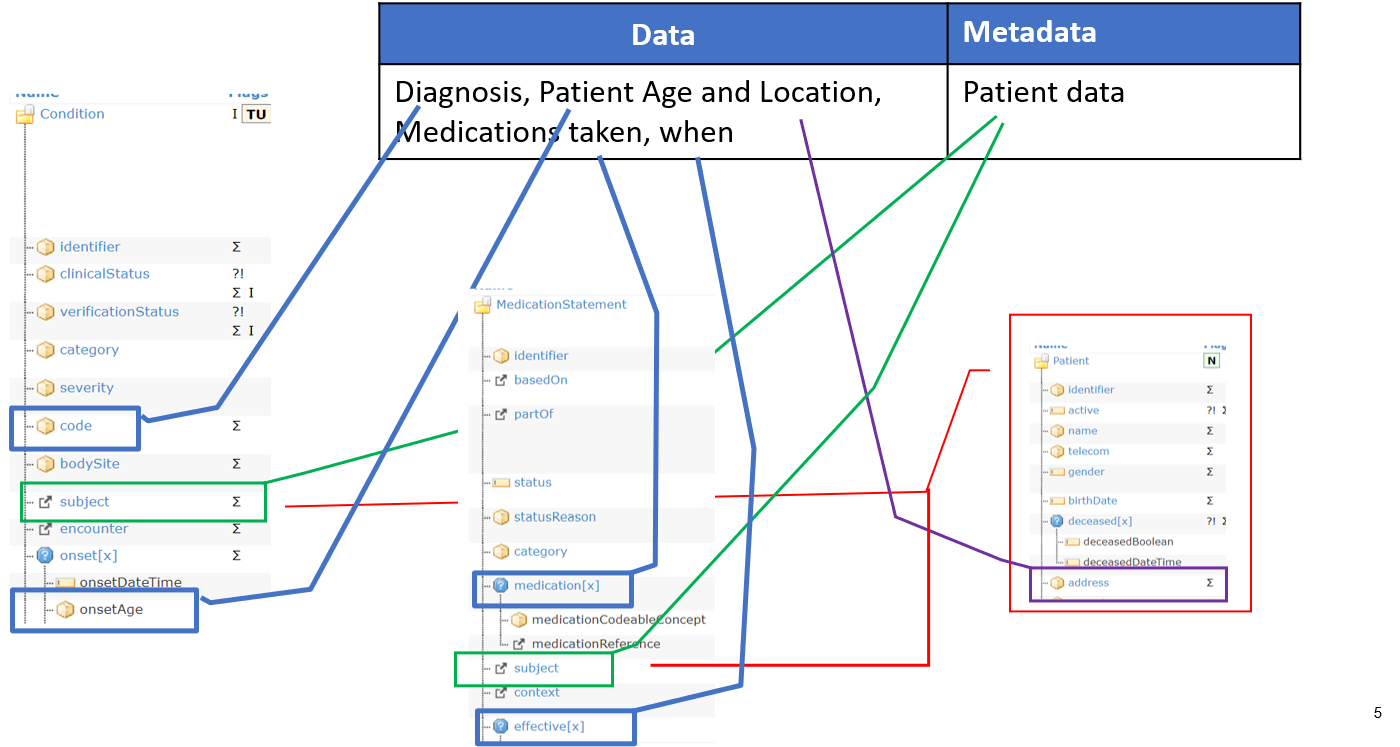 Data
Metadata
Diagnosis, Patient Age and Location,
Medications taken, when
Patient data
Name Flags
Condition I TU
identifier Σ
clinicalStatus ?!
Σ I
verificationStatus ?!
Σ I
category
severity
code Σ
bodySite Σ
subject Σ
encounter Σ
onset[x] Σ
onsetDateTime
onsetAge
Name
MedicationStatement
identifier
basedOn
partOf
status
statusReason
category
medication[x]
medicationCodeableConcept
medicationReference
subject
context
effective[x]
Name Flag
Patient N
identifier Σ
active ?! Σ
name Σ
telecom Σ
gender Σ
birthDate Σ
deceased[x] ?! Σ
deceasedBoolean
deceasedDateTime
address Σ
5